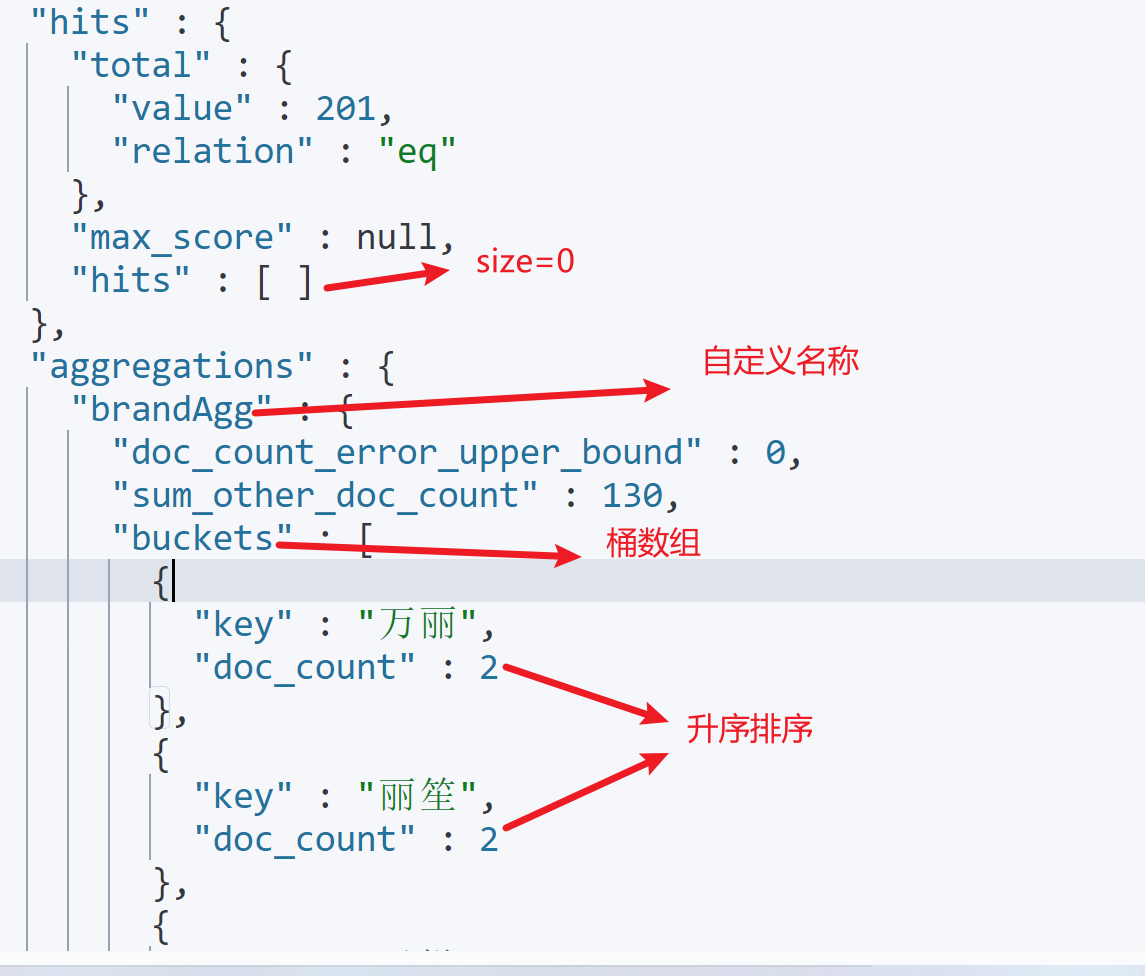 "hits" : {
"total" : {
"value" : 201,
"relation" : "eq"
},
"max_score" : null,
"hits" : [ ]
size=0
},
"aggregations" : {
自定义名称
"brandAgg" : {
"doc_count_error_upper_bound" : 0,
"sum_other_doc_count" : 130,
"buckets" : [
桶数组
{
"key" : "万丽",
"doc_count" : 2
},
升序排序
{
"key" : "丽笙",
"doc_count" : 2
},
{